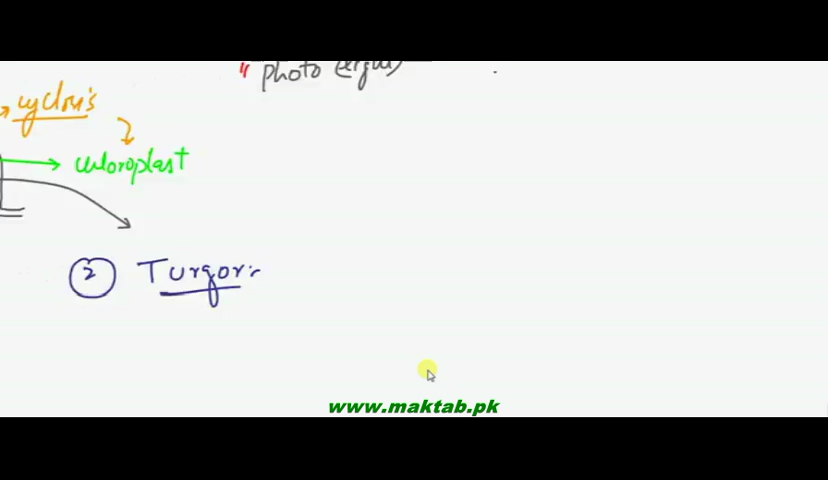 " photo
cyclosis
chloroplast
2 Turgor:
www.maktab.pk